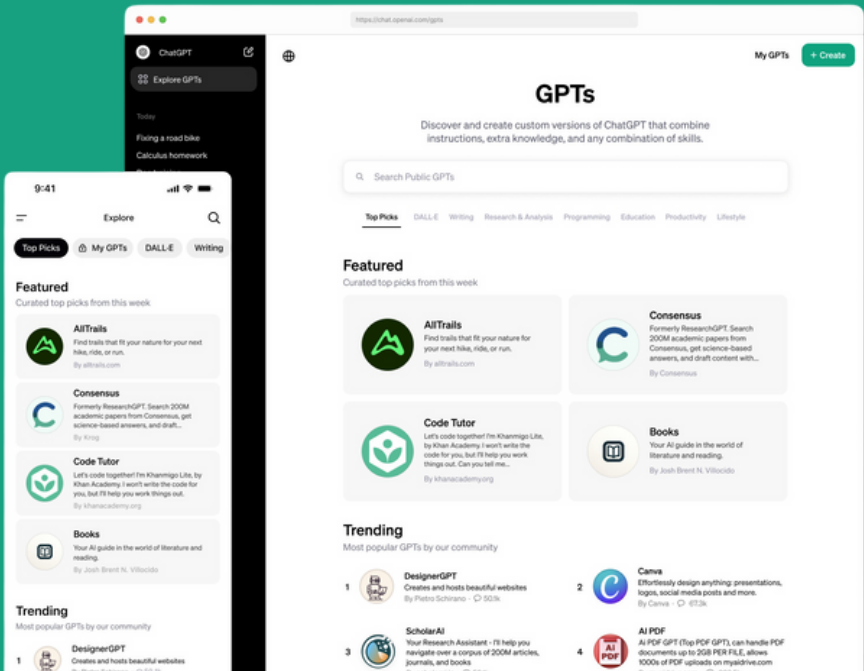 https://chat.openai.com/gpts
ChatGPT
Explore GPTs
Today
Fixing a road bike
Calculus homework
My GPTs
+ Create
GPTs
Discover and create custom versions of ChatGPT that combine
instructions, extra knowledge, and any combination of skills.
Search Public GPTs
Top Picks
DALL·E
Writing
Research & Analysis
Programming
Education
Productivity
Lifestyle
Featured
Curated top picks from this week
AllTrails
Find trails that fit your nature for
your next hike, ride, or run.
By alltrails.com
Consensus
Formerly ResearchGPT. Search
200M academic papers from
Consensus, get science-based
answers, and draft content with...
By Consensus
Code Tutor
Let's code together! I'm Khanmigo Lite,
by Khan Academy. I won't write the
code for you, but I'll help you work
things out. Can you tell me...
By khanacademy.org
Books
Your AI guide in the world of
literature and reading.
By Josh Brent N. Villocido
Trending
Most popular GPTs by our community
1
DesignerGPT
Creates and hosts beautiful websites
By Pietro Schirano · 50.1k
2
Canva
Effortlessly design anything: presentations,
logos, social media posts and more.
By Canva · 67.3k
3
ScholarAI
Your Research Assistant - I'll help you
navigate over a corpus of 200M articles,
journals, and books
4
AI PDF
AI PDF
AI PDF GPT (Top PDF GPT), can handle PDF
documents up to 2GB PER FILE, allows
1000s of PDF uploads on myaidrive.com
9:41
Explore
Top Picks
My GPTs
DALL·E
Writing
Featured
Curated top picks from this week
AllTrails
Find trails that fit your nature for your next
hike, ride, or run.
By alltrails.com
Consensus
Formerly ResearchGPT. Search 200M
academic papers from Consensus, get
science-based answers, and draft...
By Krog
Code Tutor
Let's code together! I'm Khanmigo Lite, by
Khan Academy. I won't write the code for
you, but I'll help you work things out.
By khanacademy.org
Books
Your AI guide in the world of literature and
reading.
By Josh Brent N. Villocido
Trending
Most popular GPTs by our community
1
DesignerGPT
Creates and hosts beautiful websites